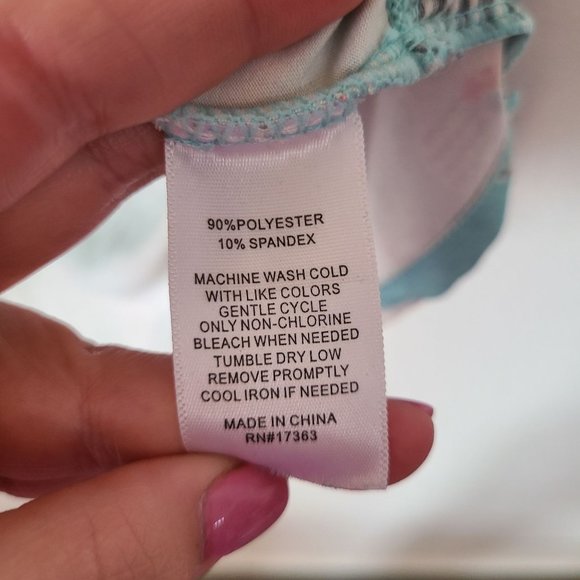 90%POLYESTER
10% SPANDEX
MACHINE WASH COLD
WITH LIKE COLORS
GENTLE CYCLE
ONLY NON-CHLORINE
BLEACH WHEN NEEDED
TUMBLE DRY LOW
REMOVE PROMPTLY
COOL IRON IF NEEDED
MADE IN CHINA
RN#17363